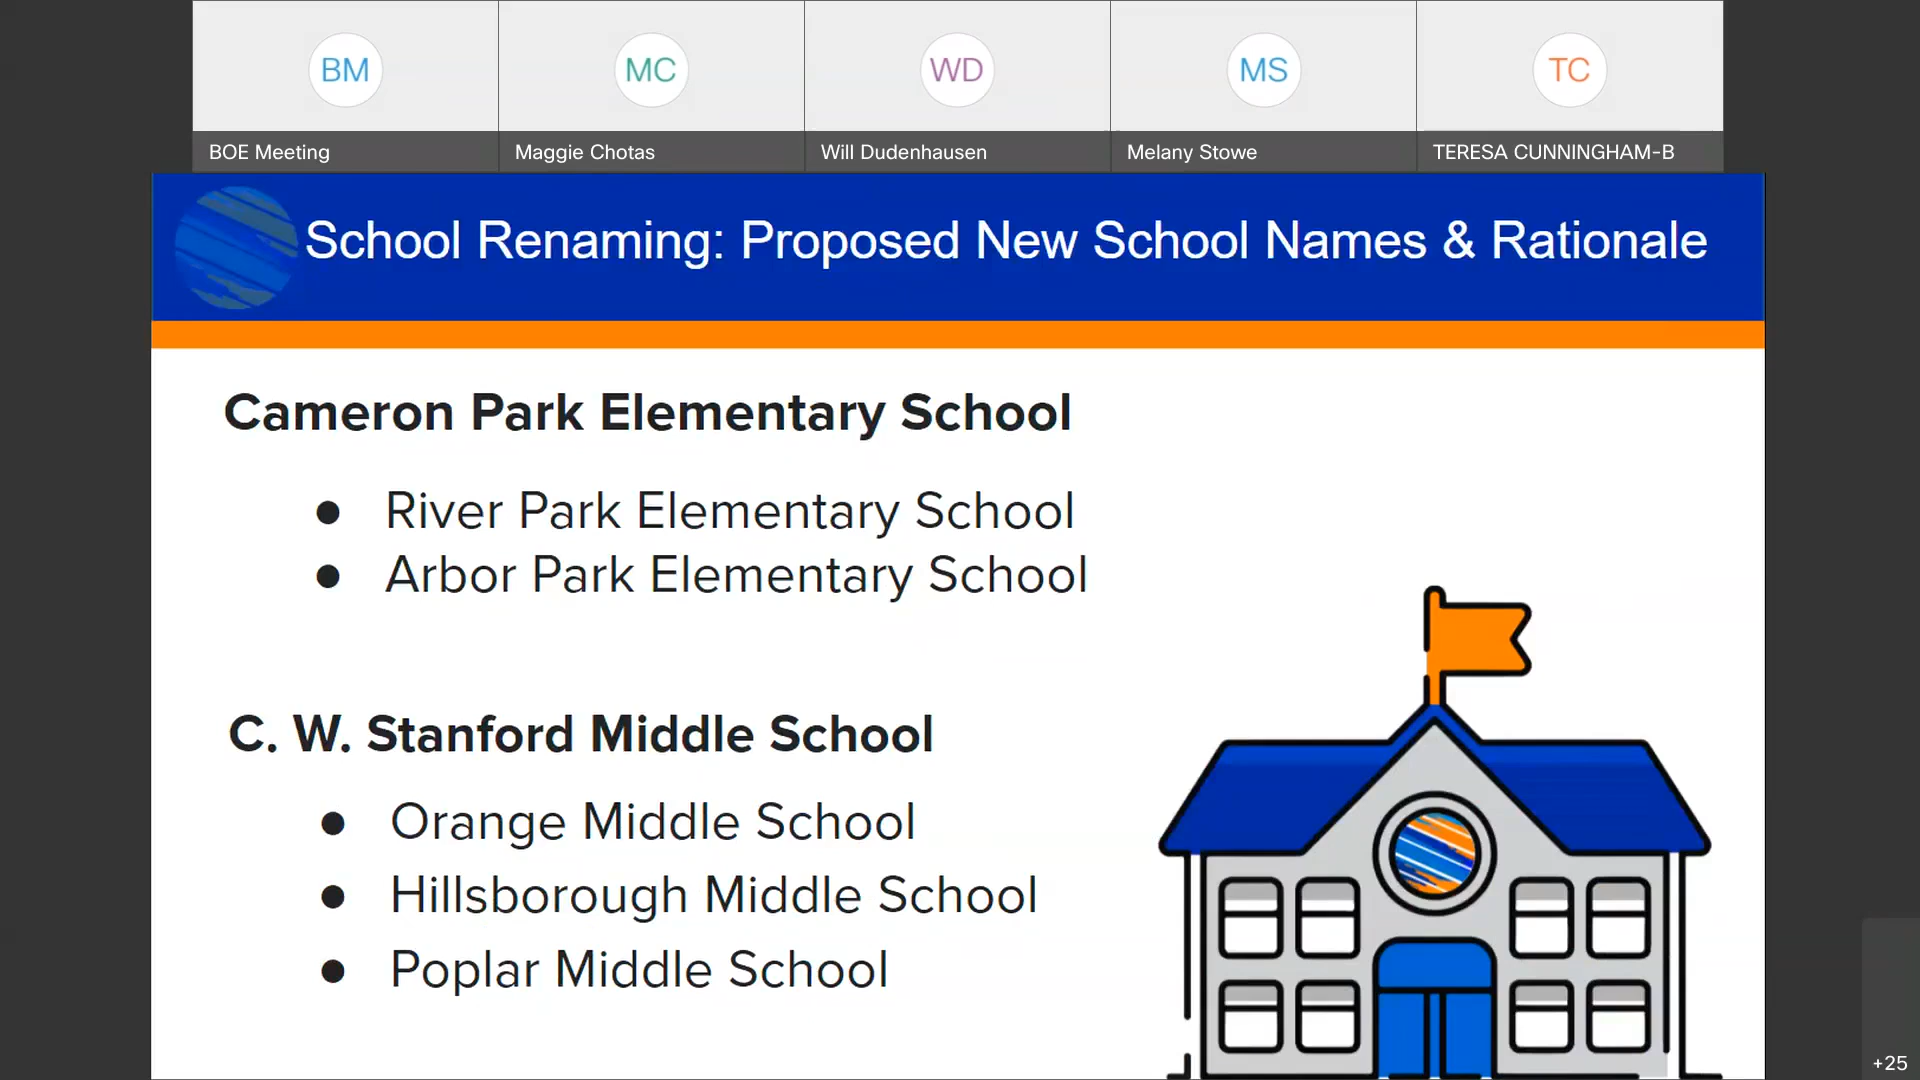 BM
MC
WD
MS
TC
BOE Meeting
Maggie Chotas
Will Dudenhausen
Melany Stowe
TERESA CUNNINGHAM-B
School Renaming: Proposed New School Names & Rationale
Cameron Park Elementary School
● River Park Elementary School
● Arbor Park Elementary School
C. W. Stanford Middle School
● Orange Middle School
● Hillsborough Middle School
● Poplar Middle School
+25